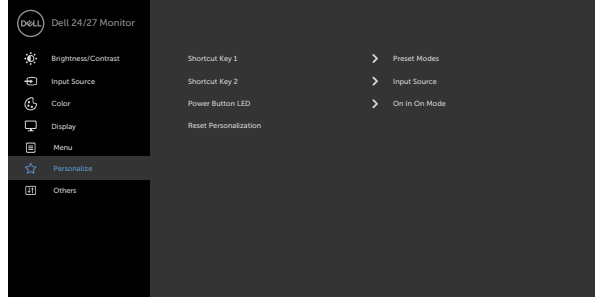 DELL Dell 24/27 Monitor
Brightness/Contrast
Input Source
Color
Display
Menu
Personalize
Others
Shortcut Key 1 Preset Modes
Shortcut Key 2 Input Source
Power Button LED On In On Mode
Reset Personalization